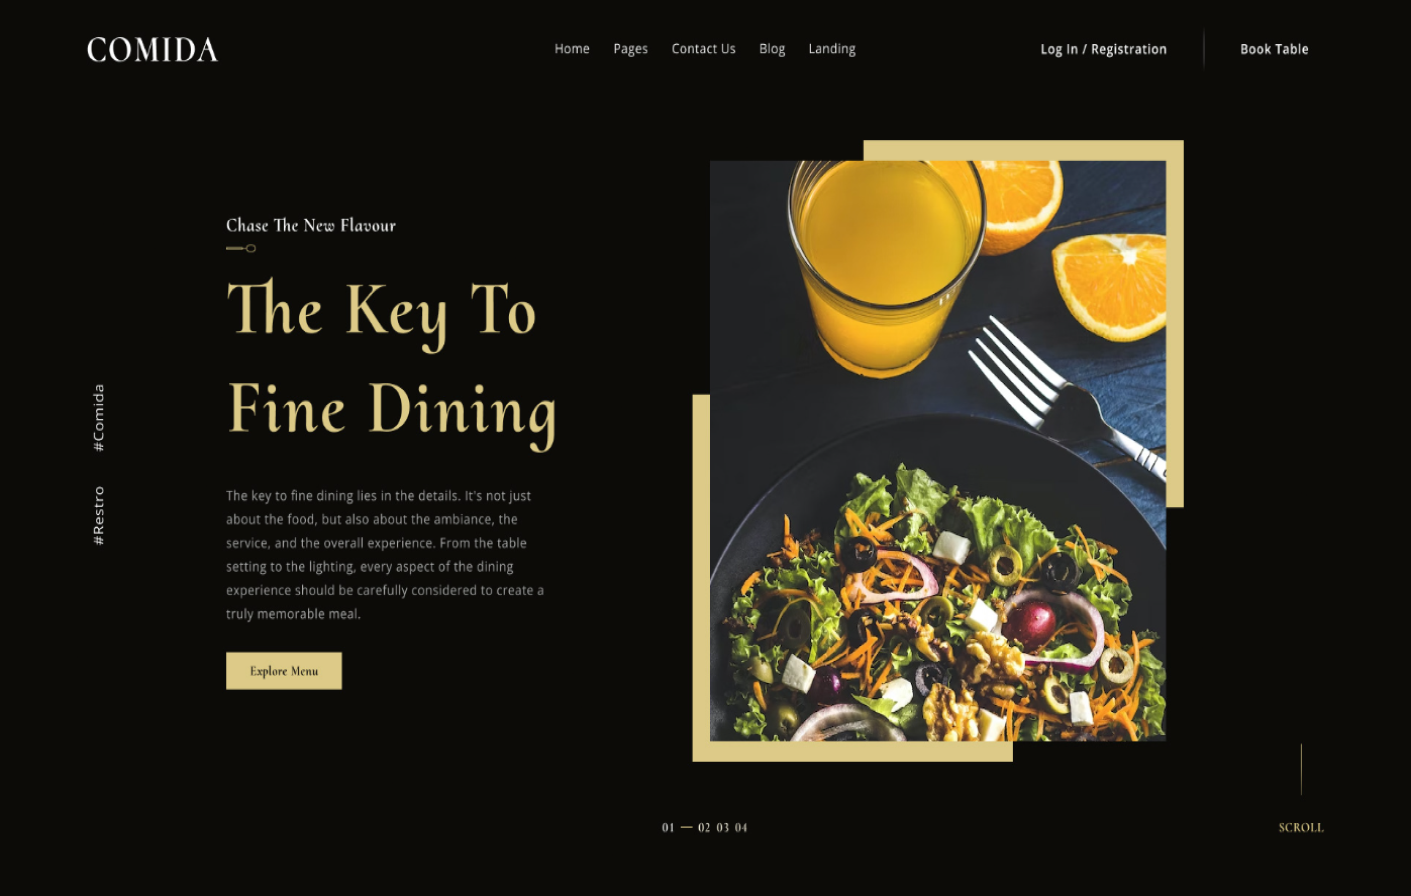 COMIDA
Home Pages Contact Us Blog Landing
Log In / Registration
Book Table
Chase The New Flavour
The Key To
Fine Dining
#Comida
#Restro
The key to fine dining lies in the details. It's not just
about the food, but also about the ambiance, the
service, and the overall experience. From the table
setting to the lighting, every aspect of the dining
experience should be carefully considered to create a
truly memorable meal.
Explore Menu
01 — 02 03 04
SCROLL